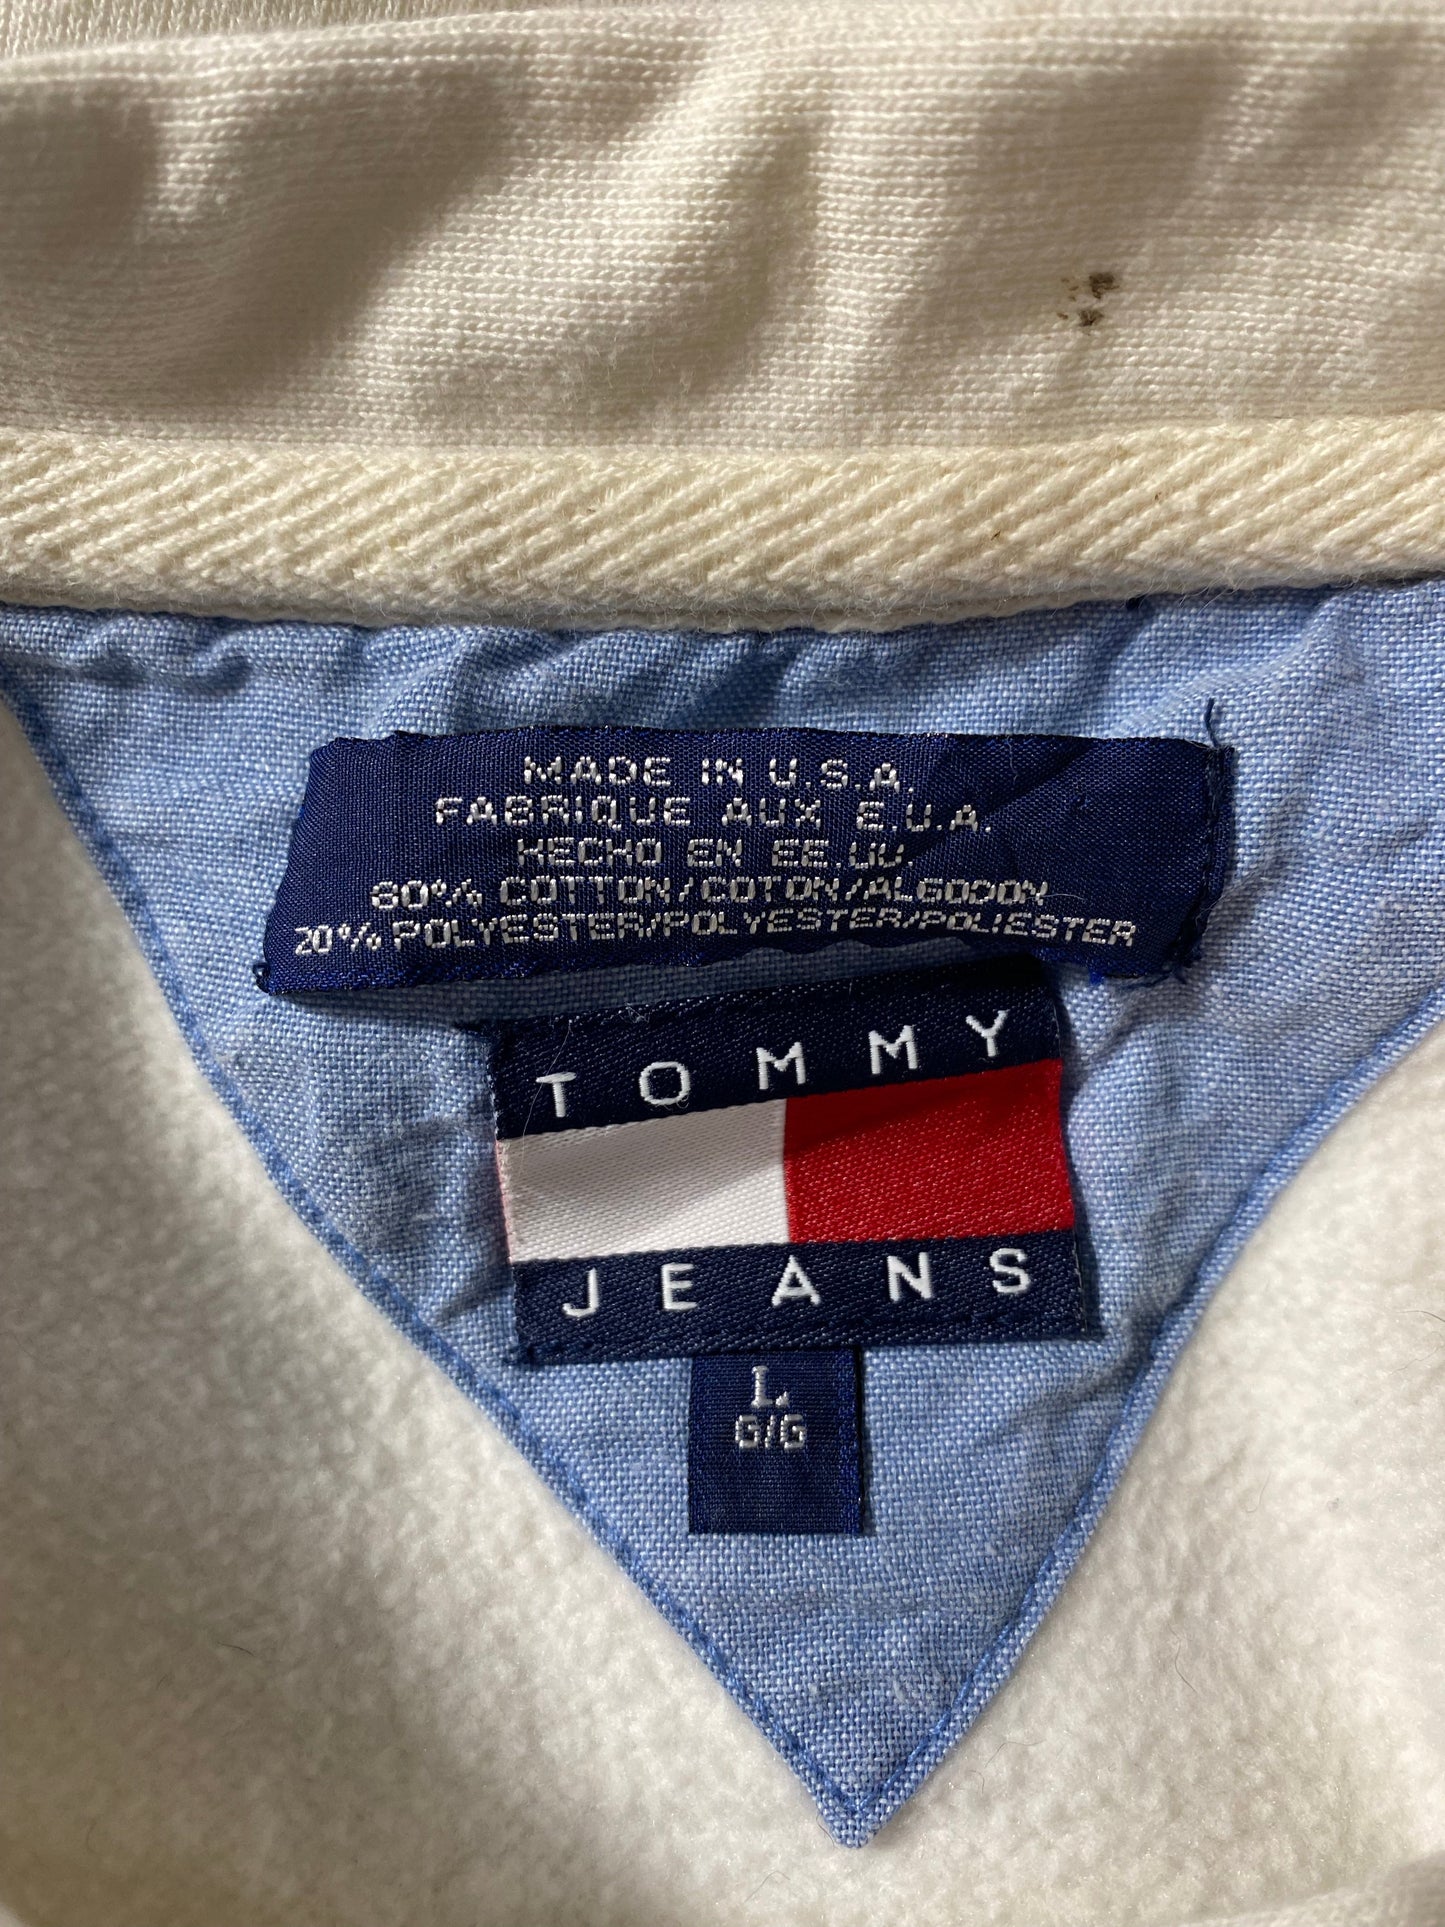 MADE IN U.S.A.
FABRIQUE AUX E.U.A.
HECHO EN EE.UU.
80% COTTON/COTON/ALGODON
20% POLYESTER/POLYESTER/POLIESTER
TOMMY
JEANS
L
G/G